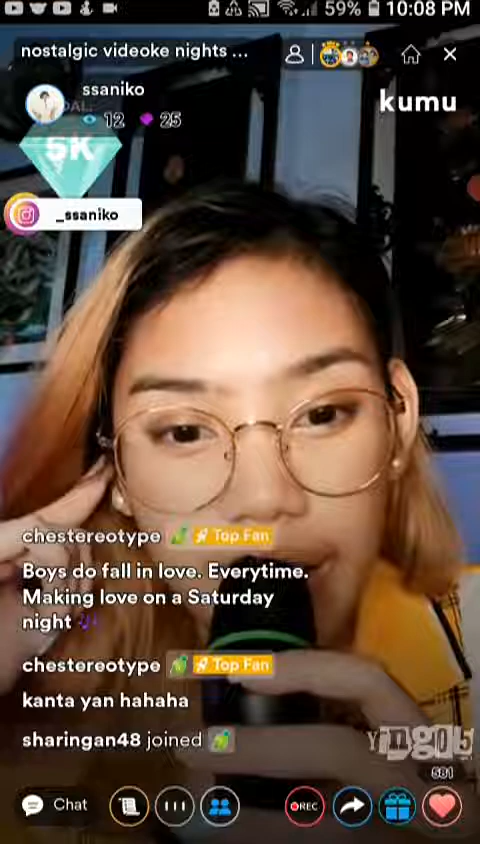 59% 10:08 PM
nostalgic videoke nights ...
ssaniko
12 25
kumu
5K
_ssaniko
chestereotype Top Fan
Boys do fall in love. Everytime.
Making love on a Saturday
night
chestereotype Top Fan
kanta yan hahaha
sharingan48 joined
581
Chat
REC